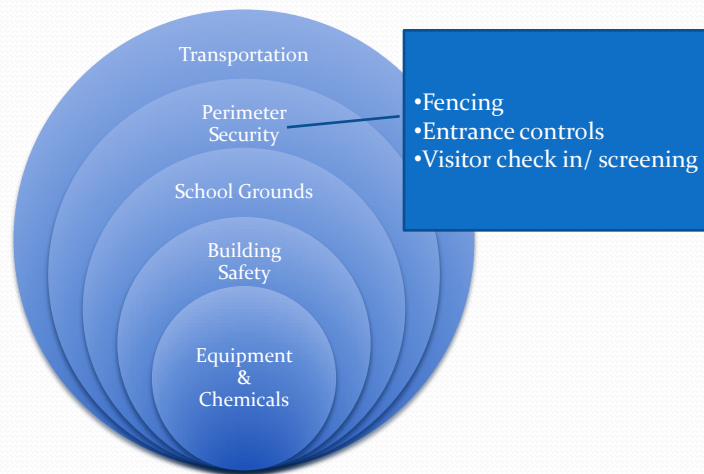 Transportation
Perimeter
Security
School Grounds
Building
Safety
Equipment
&
Chemicals
•Fencing
•Entrance controls
•Visitor check in/ screening